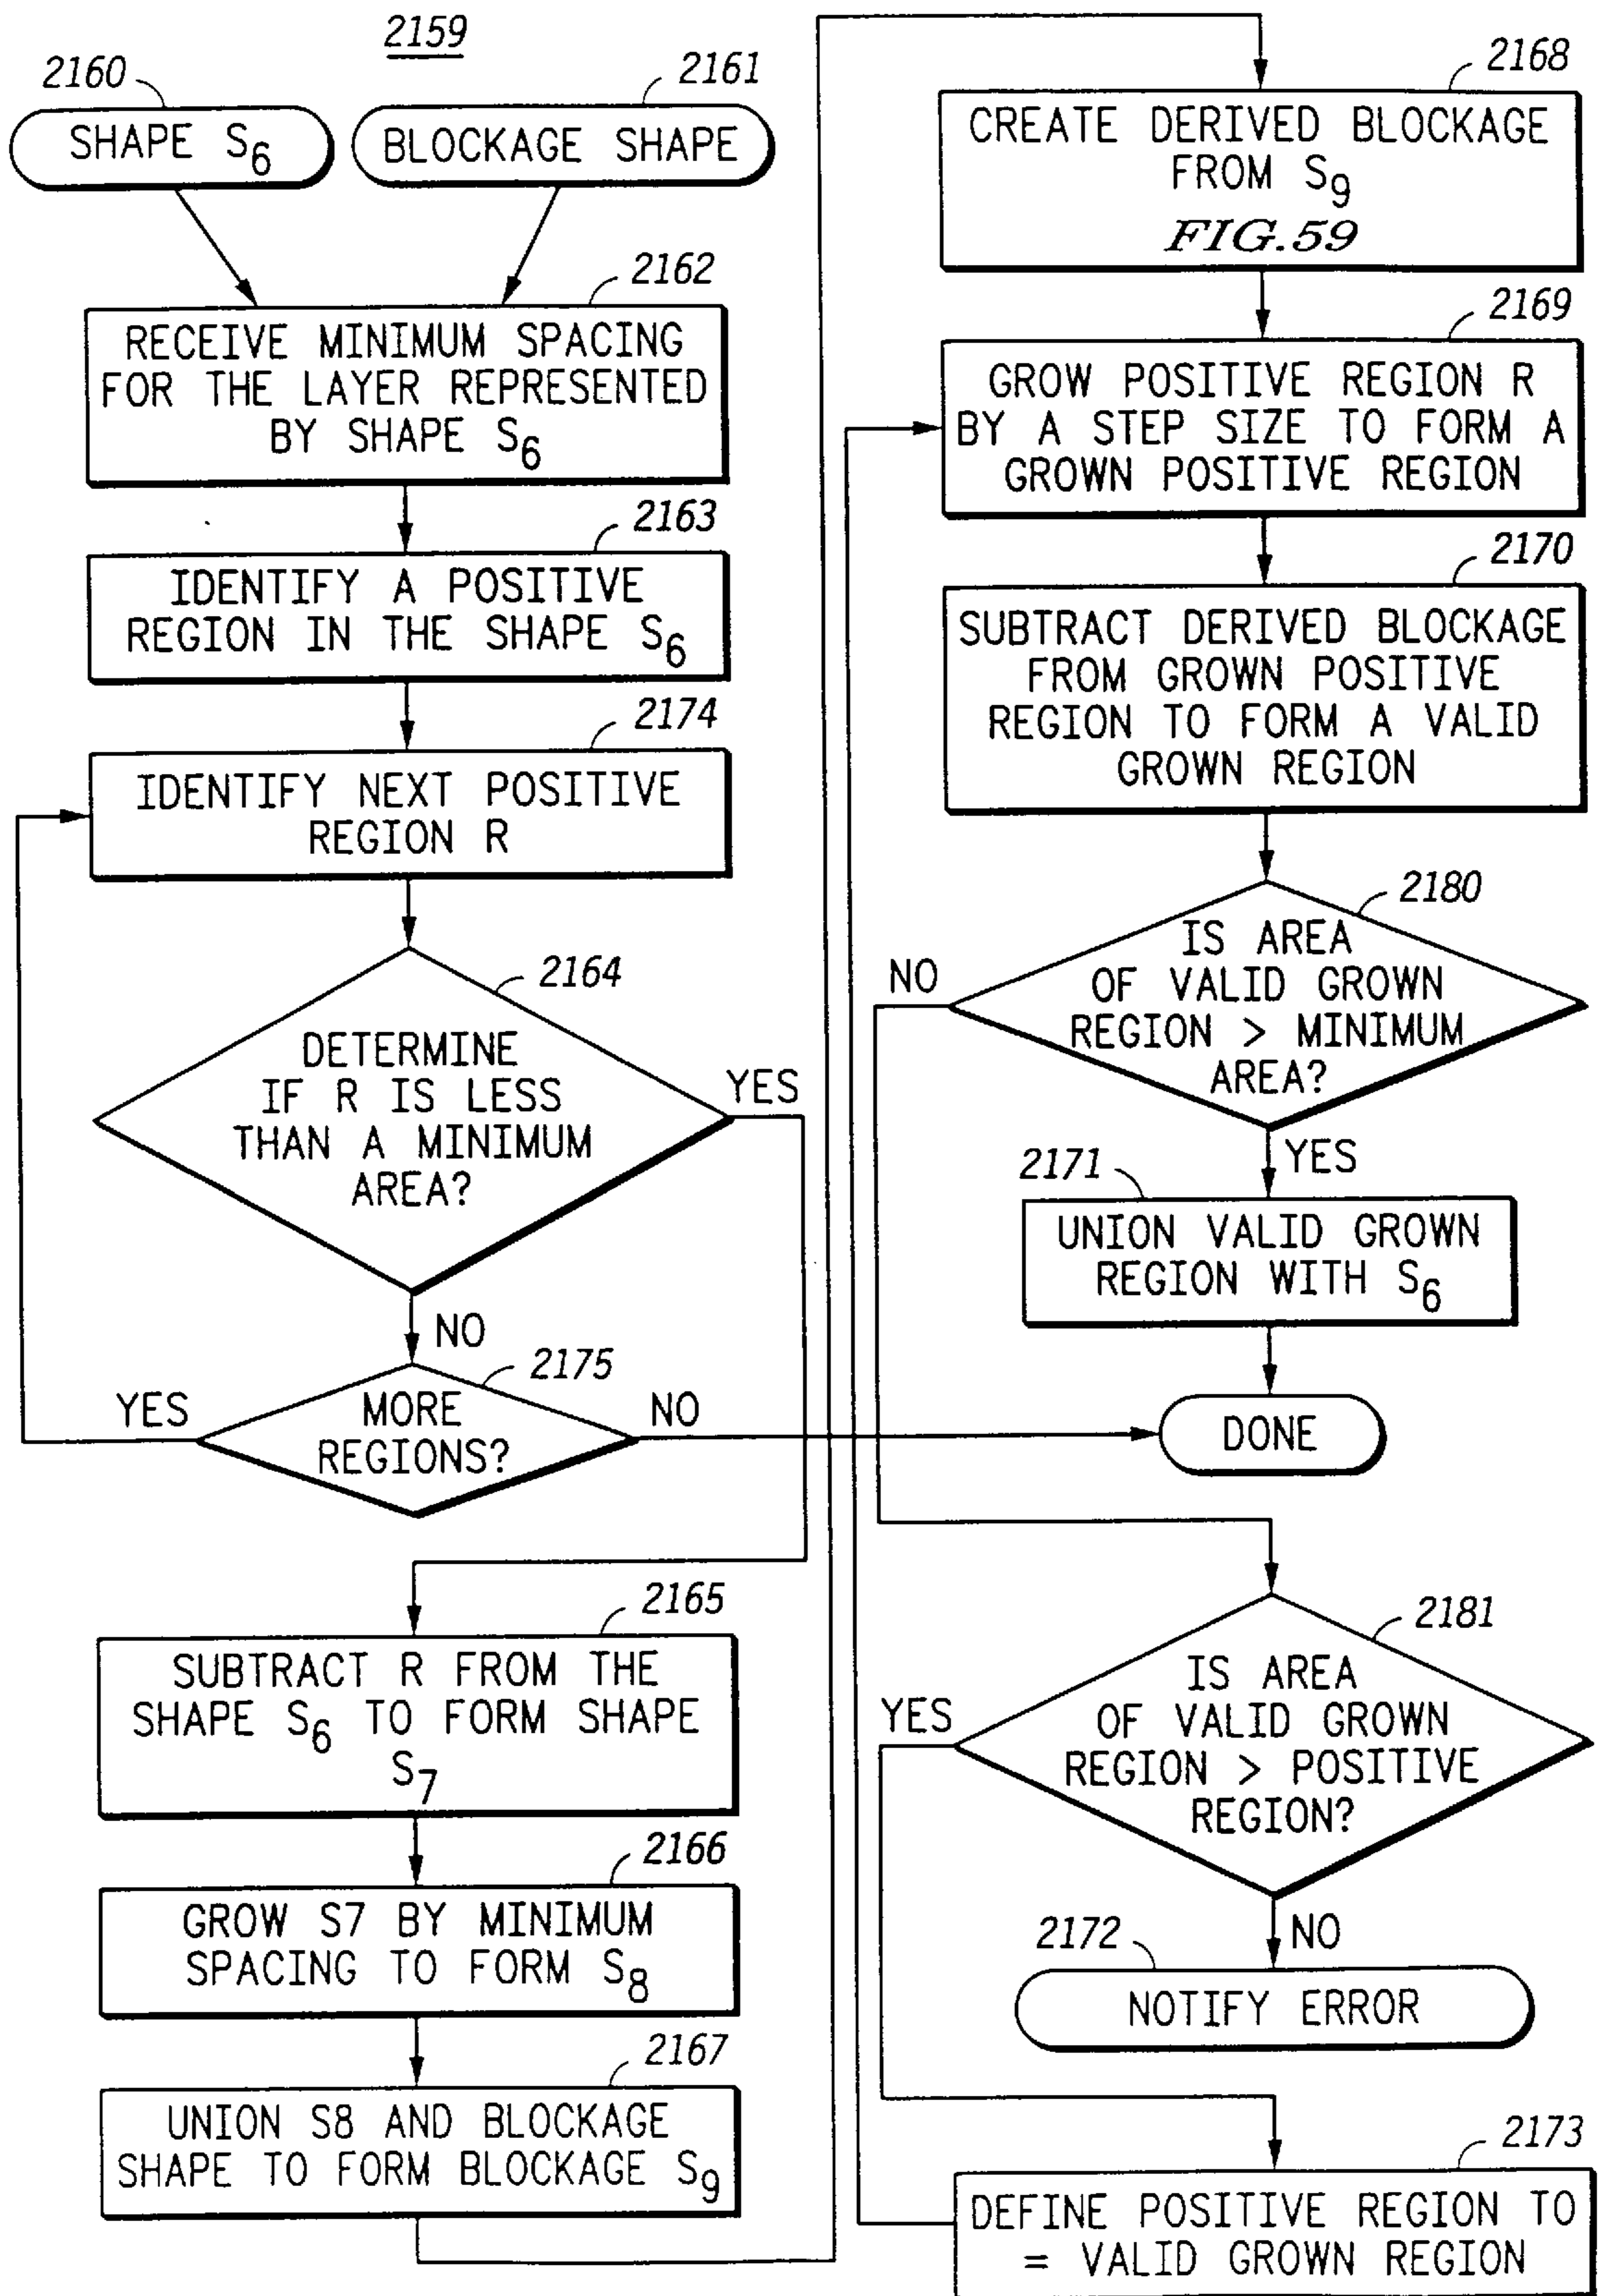 2159
2160
SHAPE S6
2161
BLOCKAGE SHAPE
2162
RECEIVE MINIMUM SPACING
FOR THE LAYER REPRESENTED
BY SHAPE S6
2163
IDENTIFY A POSITIVE
REGION IN THE SHAPE S6
2174
IDENTIFY NEXT POSITIVE
REGION R
2164
DETERMINE
IF R IS LESS
THAN A MINIMUM
AREA?
YES
NO
2175
MORE
REGIONS?
YES
NO
2165
SUBTRACT R FROM THE
SHAPE S6 TO FORM SHAPE
S7
2166
GROW S7 BY MINIMUM
SPACING TO FORM S8
2167
UNION S8 AND BLOCKAGE
SHAPE TO FORM BLOCKAGE S9
2168
CREATE DERIVED BLOCKAGE
FROM S9
FIG.59
2169
GROW POSITIVE REGION R
BY A STEP SIZE TO FORM A
GROWN POSITIVE REGION
2170
SUBTRACT DERIVED BLOCKAGE
FROM GROWN POSITIVE
REGION TO FORM A VALID
GROWN REGION
2180
IS AREA
OF VALID GROWN
REGION > MINIMUM
AREA?
NO
YES
2171
UNION VALID GROWN
REGION WITH S6
DONE
2181
IS AREA
OF VALID GROWN
REGION > POSITIVE
REGION?
YES
NO
2172
NOTIFY ERROR
2173
DEFINE POSITIVE REGION TO
= VALID GROWN REGION